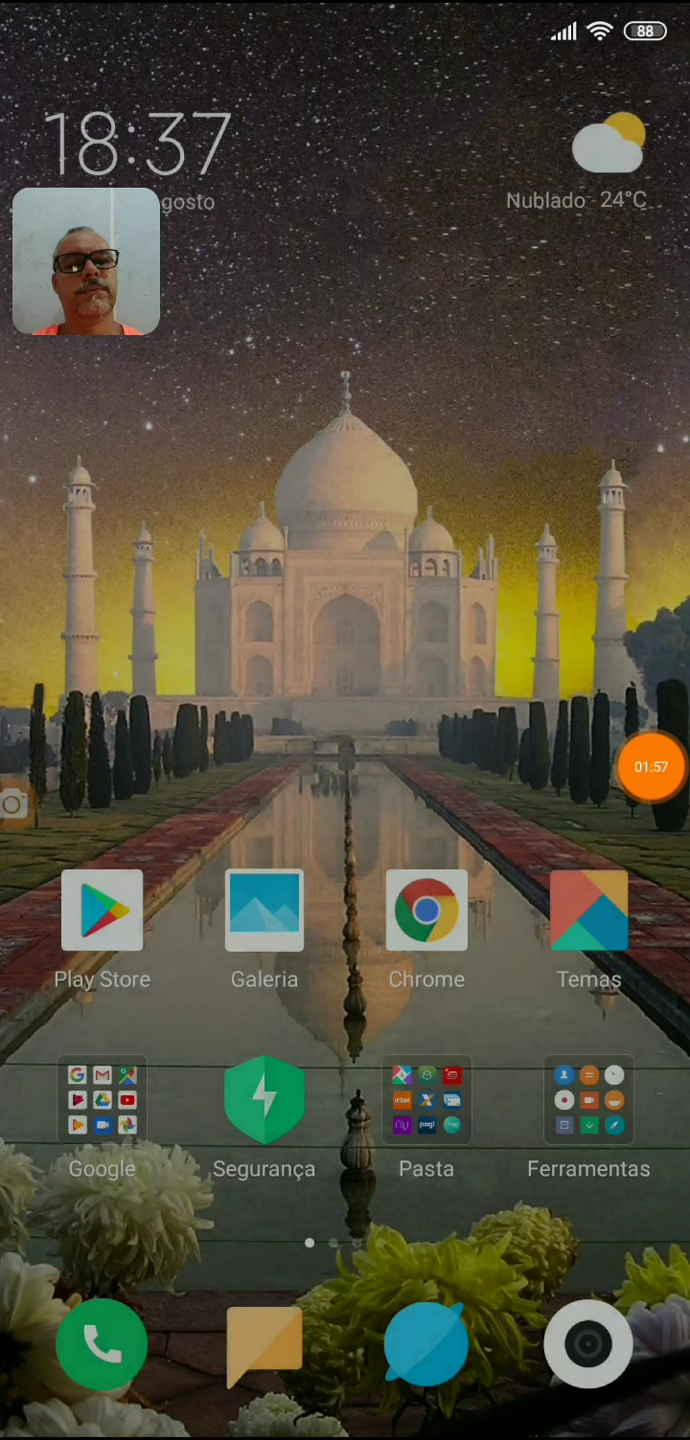 88
18:37
gosto
Nublado 24°C
01:57
Play Store
Galeria
Chrome
Temas
Google
Segurança
Pasta
Ferramentas